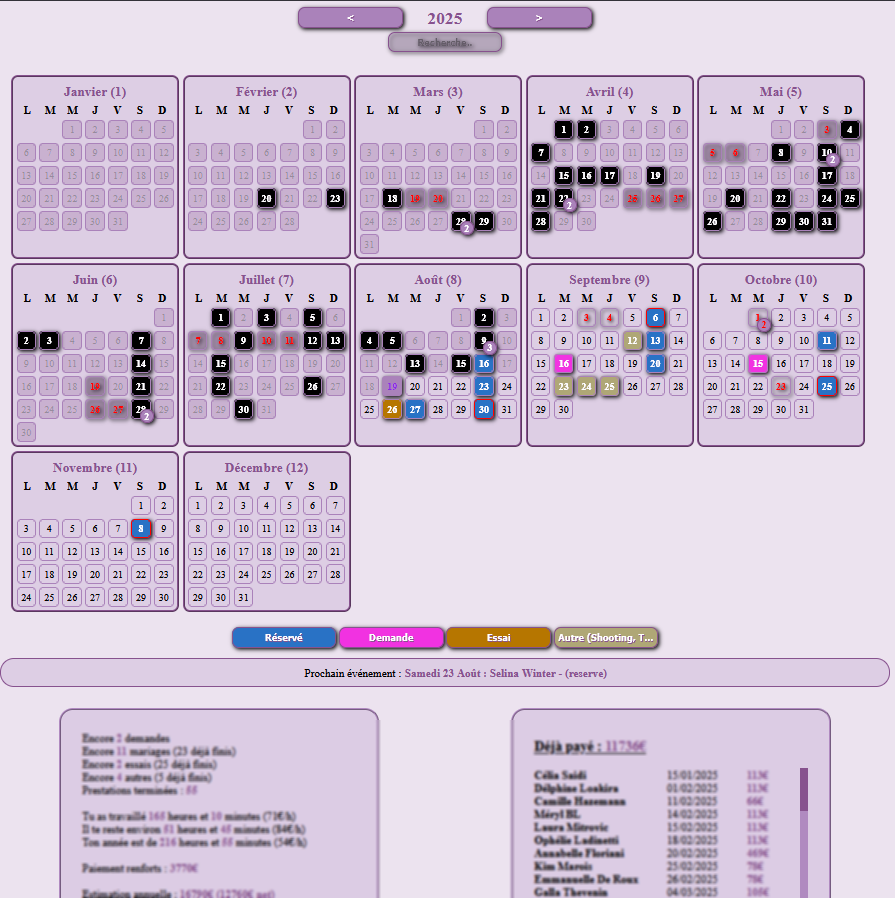 <
2025
>
Recherche..
Janvier (1)
L M M J V S D
1 2 3 4 5
6 7 8 9 10 11 12
13 14 15 16 17 18 19
20 21 22 23 24 25 26
27 28 29 30 31
Février (2)
L M M J V S D
1 2
3 4 5 6 7 8 9
10 11 12 13 14 15 16
17 18 19 20 21 22 23
24 25 26 27 28
Mars (3)
L M M J V S D
1 2
3 4 5 6 7 8 9
10 11 12 13 14 15 16
17 18 19 20 21 22 23
24 25 26 27 28 2 29 30
31
Avril (4)
L M M J V S D
1 2 3 4 5 6
7 8 9 10 11 12 13
14 15 16 17 18 19 20
21 22 2 23 24 25 26 27
28 29 30
Mai (5)
L M M J V S D
1 2 3 4
5 6 7 8 9 10 2 11
12 13 14 15 16 17 18
19 20 21 22 23 24 25
26 27 28 29 30 31
Juin (6)
L M M J V S D
1
2 3 4 5 6 7 8
9 10 11 12 13 14 15
16 17 18 19 20 21 22
23 24 25 26 27 28 2 29
30
Juillet (7)
L M M J V S D
1 2 3 4 5 6
7 8 9 10 11 12 13
14 15 16 17 18 19 20
21 22 23 24 25 26 27
28 29 30 31
Août (8)
L M M J V S D
1 2 3
4 5 6 7 8 9 3 10
11 12 13 14 15 16 17
18 19 20 21 22 23 24
25 26 27 28 29 30 31
Septembre (9)
L M M J V S D
1 2 3 4 5 6 7
8 9 10 11 12 13 14
15 16 17 18 19 20 21
22 23 24 25 26 27 28
29 30
Octobre (10)
L M M J V S D
1 2 2 3 4 5
6 7 8 9 10 11 12
13 14 15 16 17 18 19
20 21 22 23 24 25 26
27 28 29 30 31
Novembre (11)
L M M J V S D
1 2
3 4 5 6 7 8 9
10 11 12 13 14 15 16
17 18 19 20 21 22 23
24 25 26 27 28 29 30
Décembre (12)
L M M J V S D
1 2 3 4 5 6 7
8 9 10 11 12 13 14
15 16 17 18 19 20 21
22 23 24 25 26 27 28
29 30 31
Réservé
Demande
Essai
Autre (Shooting, T...
Prochain événement : Samedi 23 Août : Selina Winter - (reserve)
Encore 2 demandes
Encore 11 mariages (déjà finis)
Encore 2 essais (déjà finis)
Encore 4 autres (5 déjà finis)
Prestations terminées :
Tu as travaillé heures et 10 minutes
Il te reste environ heures et minutes
Ton année est de 216 heures et minutes
Paiement renforts : 3770€
Estimation annuelle :
Déjà payé : 11736€
Célia Saidi 15/01/2025 113€
Delphine 01/02/2025 113€
Camille 11/02/2025 66€
Méryl BL 14/02/2025 113€
Laura Mitrovic 15/02/2025 113€
Ophélie 18/02/2025 113€
Annabelle Floriani 20/02/2025 469€
Kim Marois 25/02/2025 78€
Emmanuelle De Roux 26/02/2025 78€
Galla Thevenin 04/03/2025